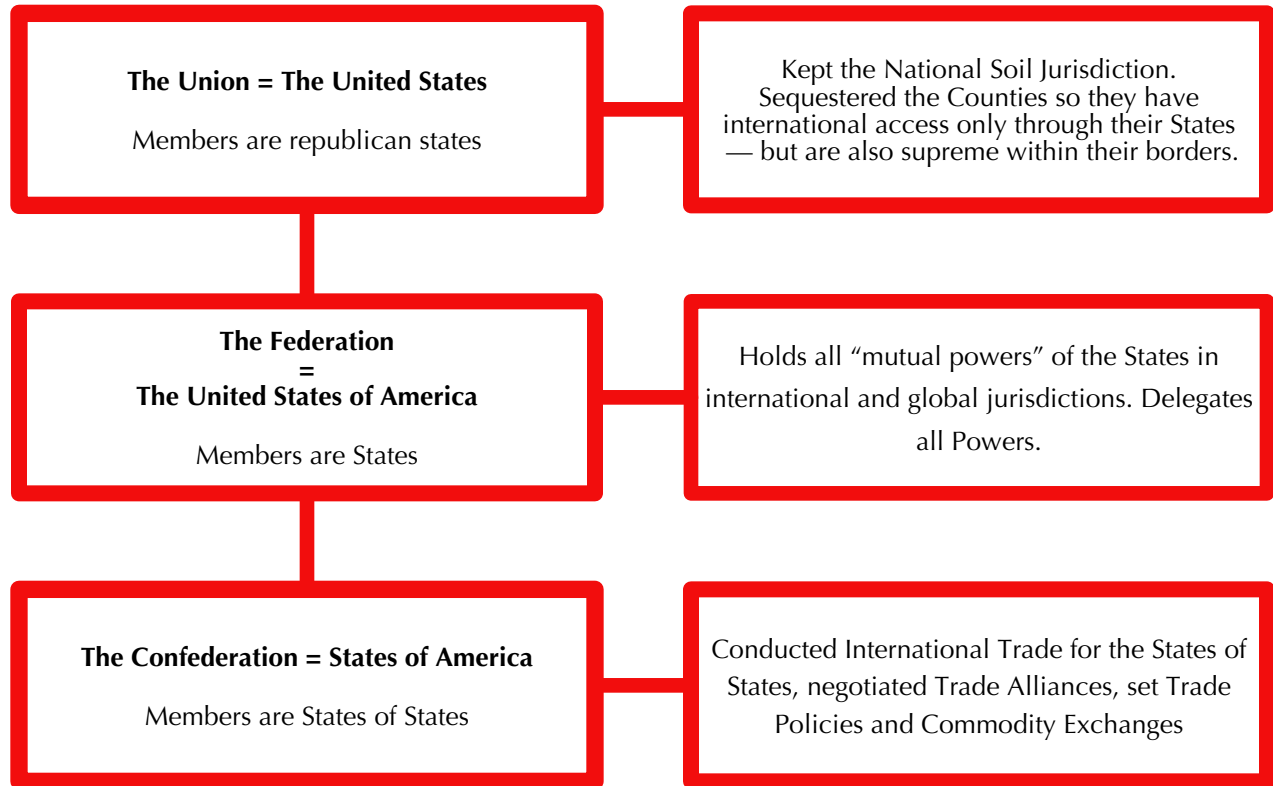 The Union = The United States
Members are republican states
Kept the National Soil Jurisdiction.
Sequestered the Counties so they have
international access only through their States
— but are also supreme within their borders.
The Federation
=
The United States of America
Members are States
Holds all “mutual powers” of the States in
international and global jurisdictions. Delegates
all Powers.
The Confederation = States of America
Members are States of States
Conducted International Trade for the States of
States, negotiated Trade Alliances, set Trade
Policies and Commodity Exchanges